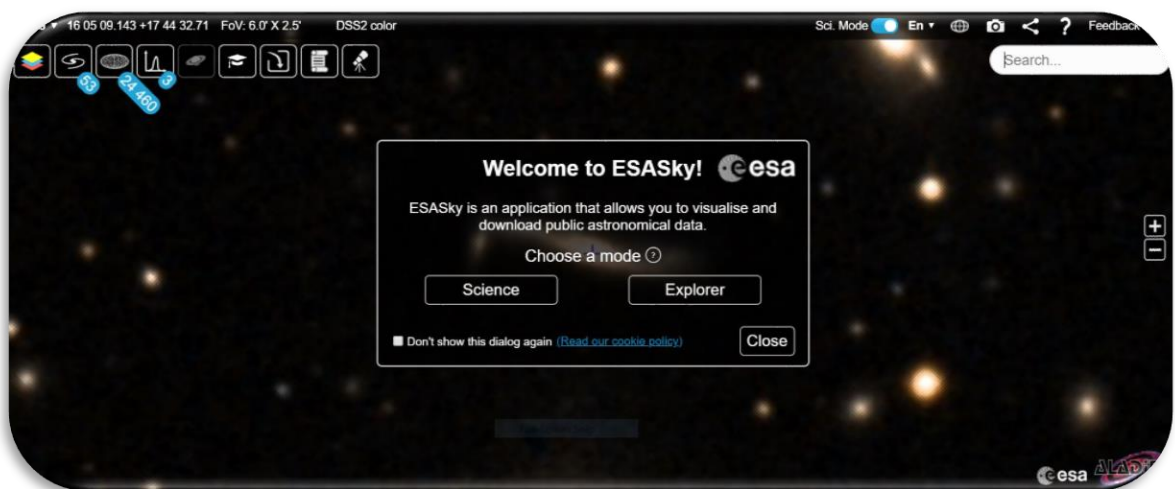 16 05 09.143 +17 44 32.71 FoV: 6.0' X 2.5' DSS2 color Sci. Mode En ? Feedback
Search...
53 24 460 3
Welcome to ESASky! esa
ESASky is an application that allows you to visualise and
download public astronomical data.
Choose a mode ?
Science Explorer
Don't show this dialog again (Read our cookie policy) Close
esa ALADIN